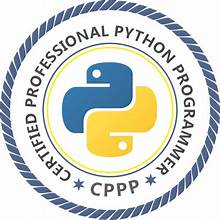 CERTIFIED PROFESSIONAL PYTHON PROGRAMMER
CPPP